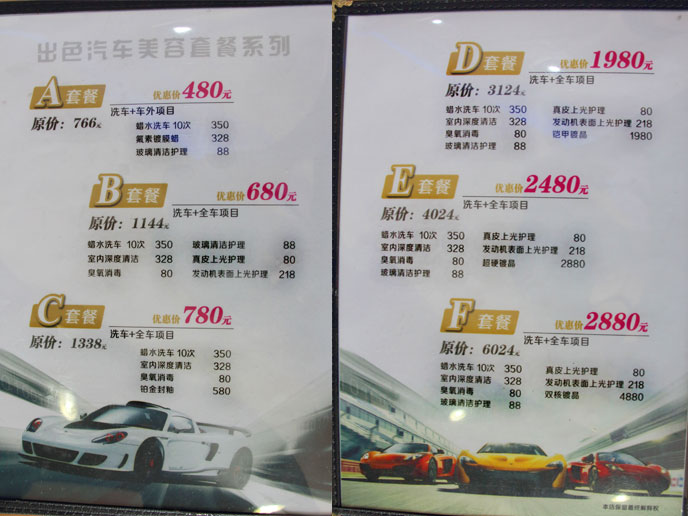 出色汽车美容套餐系列
A套餐 优惠价480元
洗车+车外项目
原价：766元
蜡水洗车 10次 350
氟素镀膜蜡 328
玻璃清洁护理 88
B套餐 优惠价680元
洗车+全车项目
原价：1144元
蜡水洗车 10次 350 玻璃清洁护理 88
室内深度清洁 328 真皮上光护理 80
臭氧消毒 80 发动机表面上光护理 218
C套餐 优惠价780元
洗车+全车项目
原价：1338元
蜡水洗车 10次 350
室内深度清洁 328
臭氧消毒 80
铂金封釉 580
D套餐 优惠价1980元
洗车+全车项目
原价：3124元
蜡水洗车 10次 350 真皮上光护理 80
室内深度清洁 328 发动机表面上光护理 218
臭氧消毒 80 铠甲镀晶 1980
玻璃清洁护理 88
E套餐 优惠价2480元
洗车+全车项目
原价：4024元
蜡水洗车 10次 350 真皮上光护理 80
室内深度清洁 328 发动机表面上光护理 218
臭氧消毒 80 超硬镀晶 2880
玻璃清洁护理 88
F套餐 优惠价2880元
洗车+全车项目
原价：6024元
蜡水洗车 10次 350 真皮上光护理 80
室内深度清洁 328 发动机表面上光护理 218
臭氧消毒 80 双核镀晶 4880
玻璃清洁护理 88
本店保留最终解释权